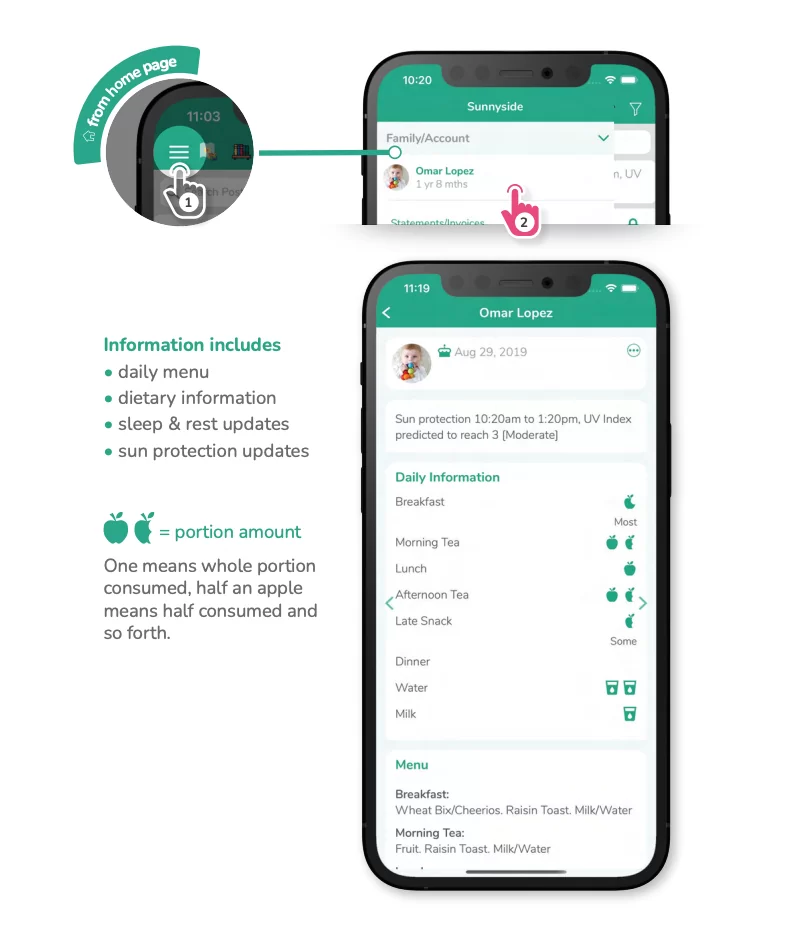 from home page
11:03
1
10:20
Sunnyside
Family/Account
Omar Lopez
1 yr 8 mths
, UV
2
Statements/Invoices
11:19
Omar Lopez
Aug 29, 2019
Sun protection 10:20am to 1:20pm, UV Index
predicted to reach 3 [Moderate]
Information includes
• daily menu
• dietary information
• sleep & rest updates
• sun protection updates
= portion amount
One means whole portion
consumed, half an apple
means half consumed and
so forth.
Daily Information
Breakfast
Most
Morning Tea
Lunch
Afternoon Tea
Late Snack
Some
Dinner
Water
Milk
Menu
Breakfast:
Wheat Bix/Cheerios. Raisin Toast. Milk/Water
Morning Tea:
Fruit. Raisin Toast. Milk/Water